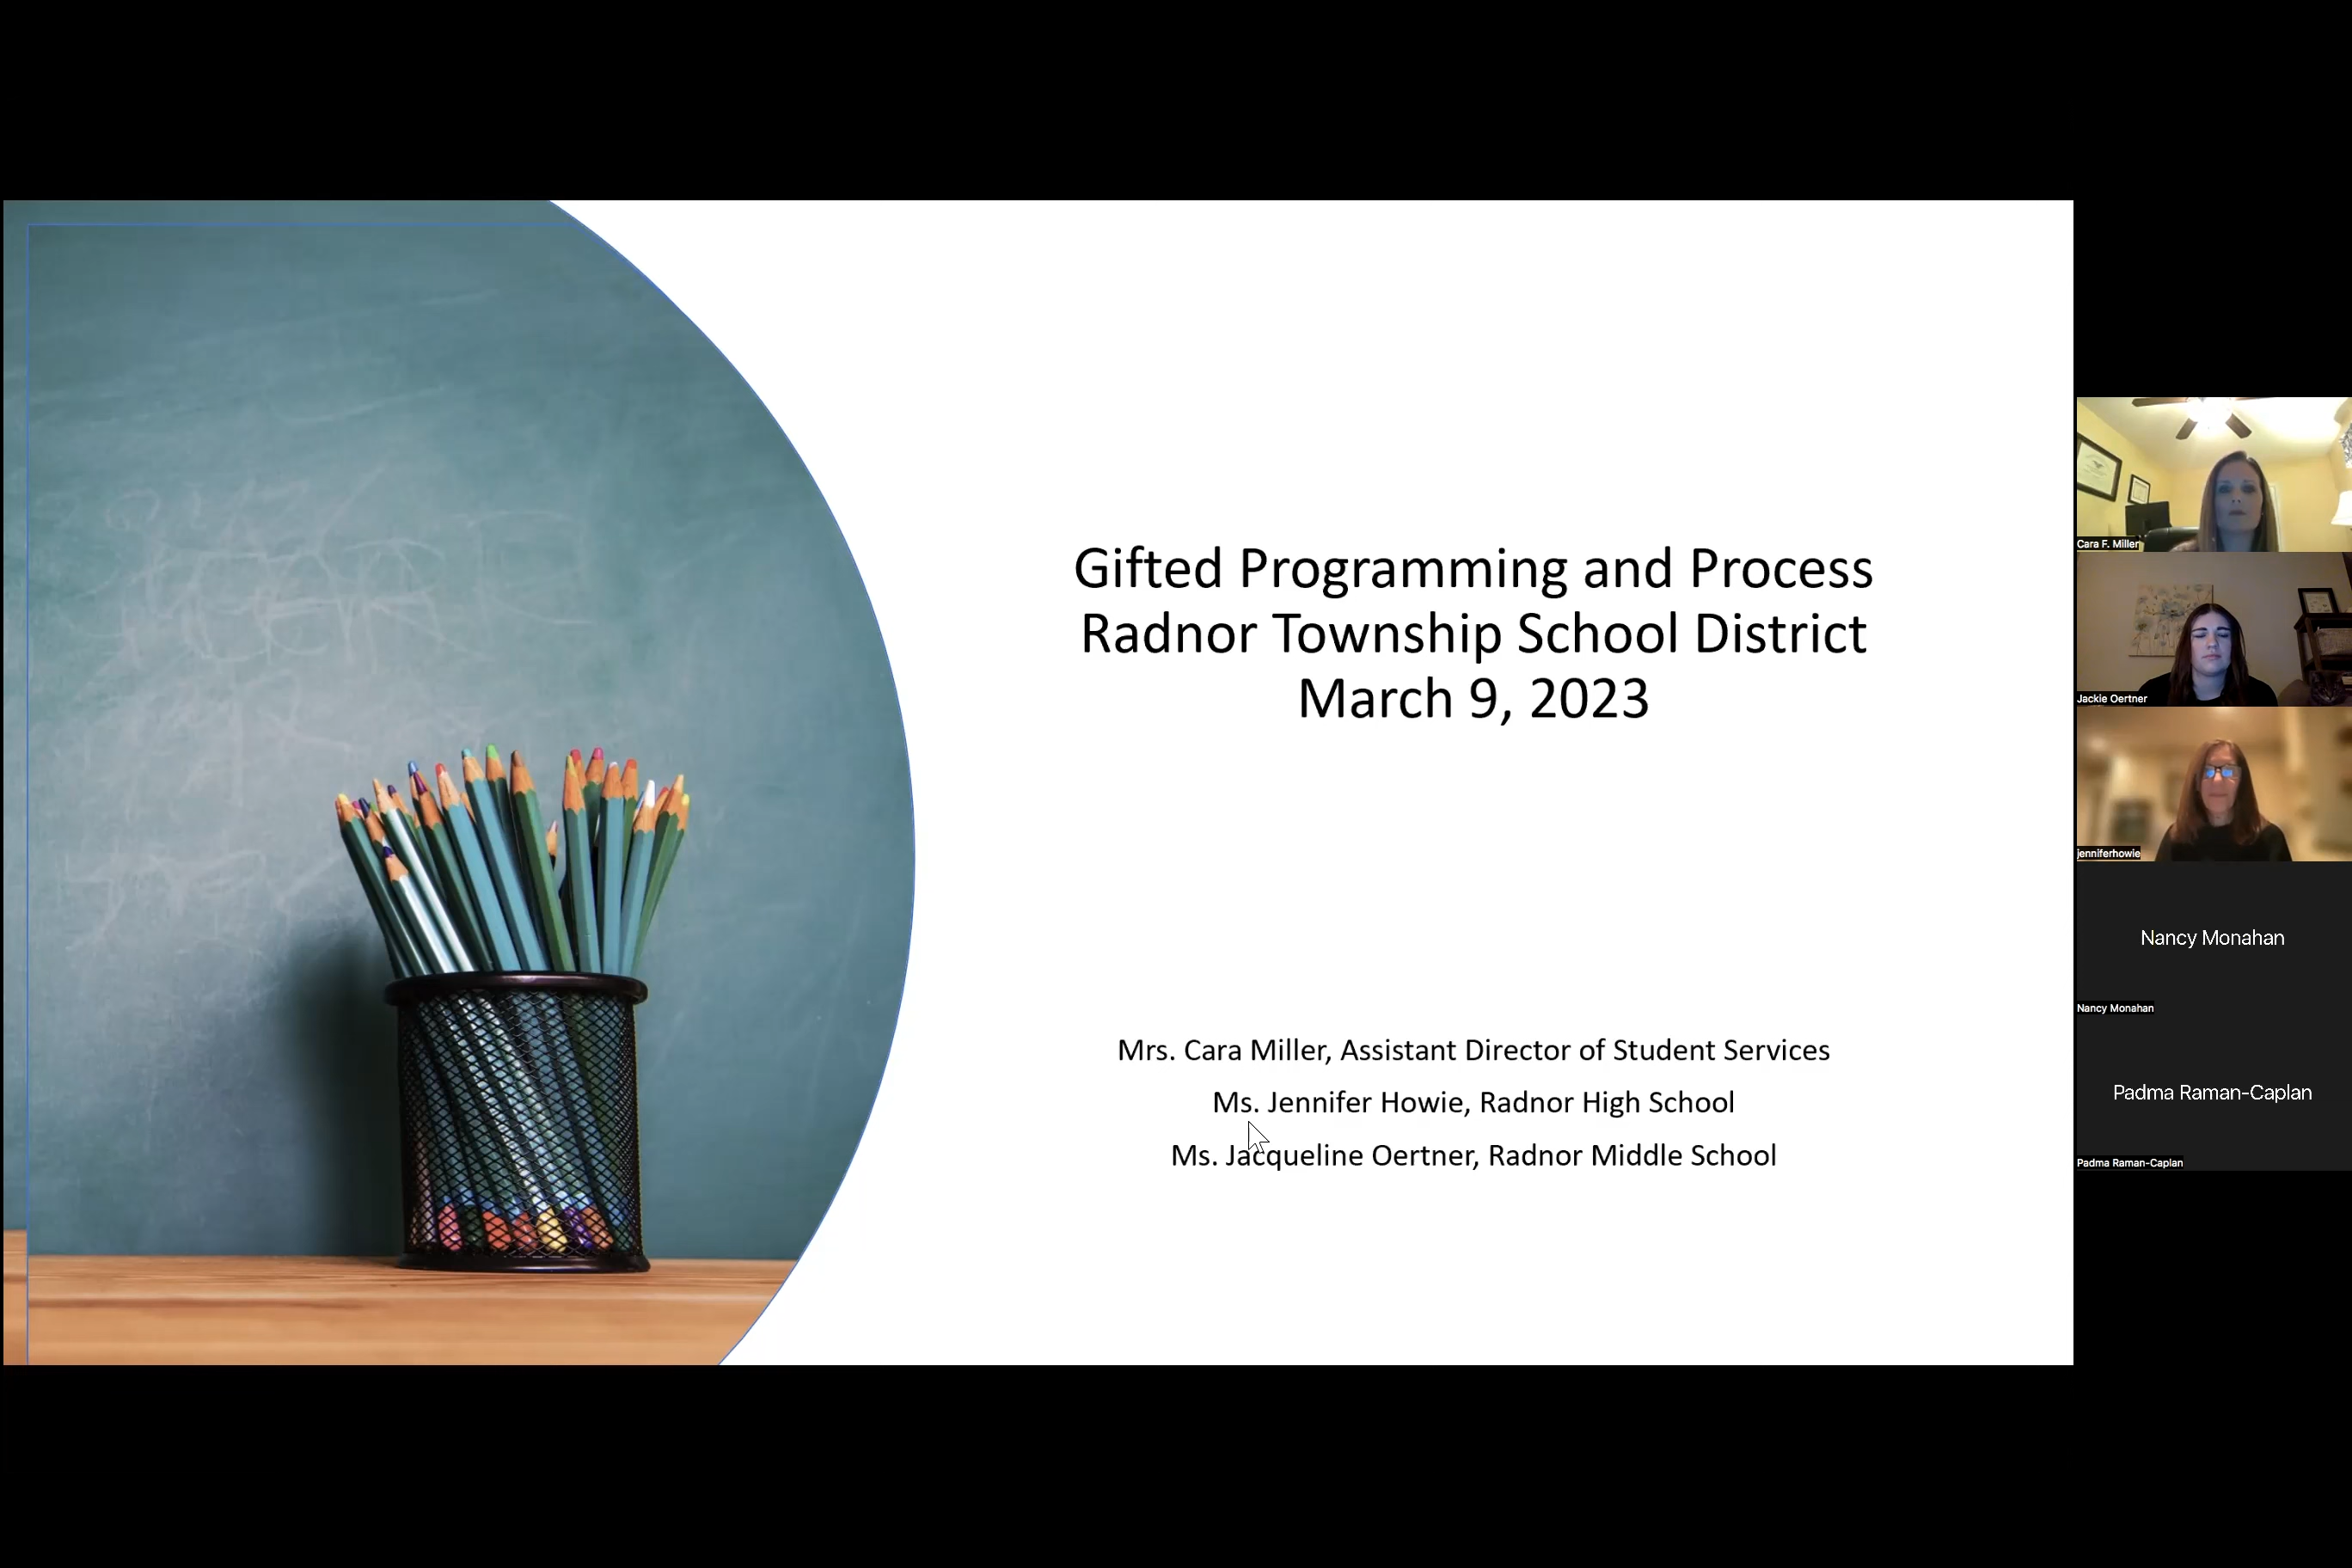 Gifted Programming and Process
Radnor Township School District
March 9, 2023
Mrs. Cara Miller, Assistant Director of Student Services
Ms. Jennifer Howie, Radnor High School
Ms. Jacqueline Oertner, Radnor Middle School
Cara F. Miller
Jackie Oertner
jenniferhowie
Nancy Monahan
Nancy Monahan
Padma Raman-Caplan
Padma Raman-Caplan